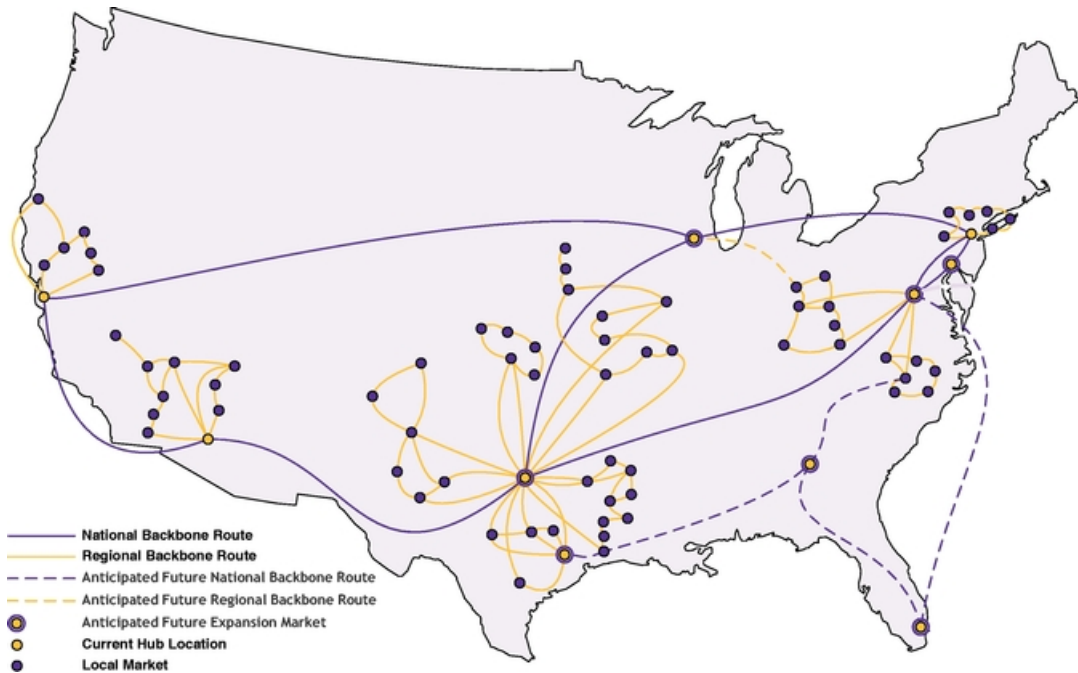 National Backbone Route
Regional Backbone Route
Anticipated Future National Backbone Route
Anticipated Future Regional Backbone Route
Anticipated Future Expansion Market
Current Hub Location
Local Market